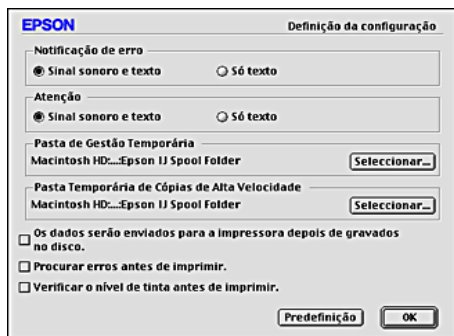 EPSON
Definição da configuração
Notificação de erro
Sinal sonoro e texto
Só texto
Atenção
Sinal sonoro e texto
Só texto
Pasta de Gestão Temporária
Macintosh HD:...:Epson IJ Spool Folder
Seleccionar...
Pasta Temporária de Cópias de Alta Velocidade
Macintosh HD:...:Epson IJ Spool Folder
Seleccionar...
Os dados serão enviados para a impressora depois de gravados
no disco.
Procurar erros antes de imprimir.
Verificar o nível de tinta antes de imprimir.
Predefinição
OK